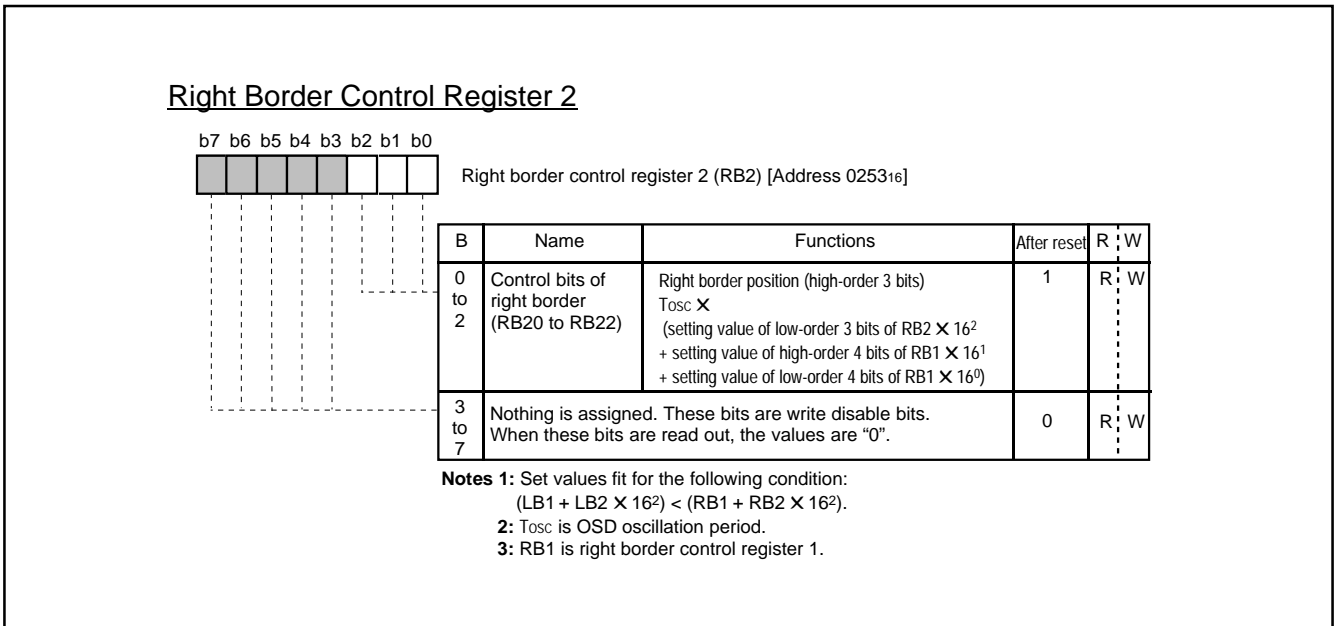 Right Border Control Register 2
b7 b6 b5 b4 b3 b2 b1 b0
Right border control register 2 (RB2) [Address 0253₁₆]
B Name Functions After reset R W
0 to 2
Control bits of right border (RB20 to RB22)
Right border position (high-order 3 bits)
Tosc ✕
(setting value of low-order 3 bits of RB2 ✕ 16²
+ setting value of high-order 4 bits of RB1 ✕ 16¹
+ setting value of low-order 4 bits of RB1 ✕ 16⁰)
1 R W
3 to 7
Nothing is assigned. These bits are write disable bits.
When these bits are read out, the values are “0”.
0 R W
Notes 1: Set values fit for the following condition:
(LB1 + LB2 ✕ 16²) < (RB1 + RB2 ✕ 16²).
2: Tosc is OSD oscillation period.
3: RB1 is right border control register 1.